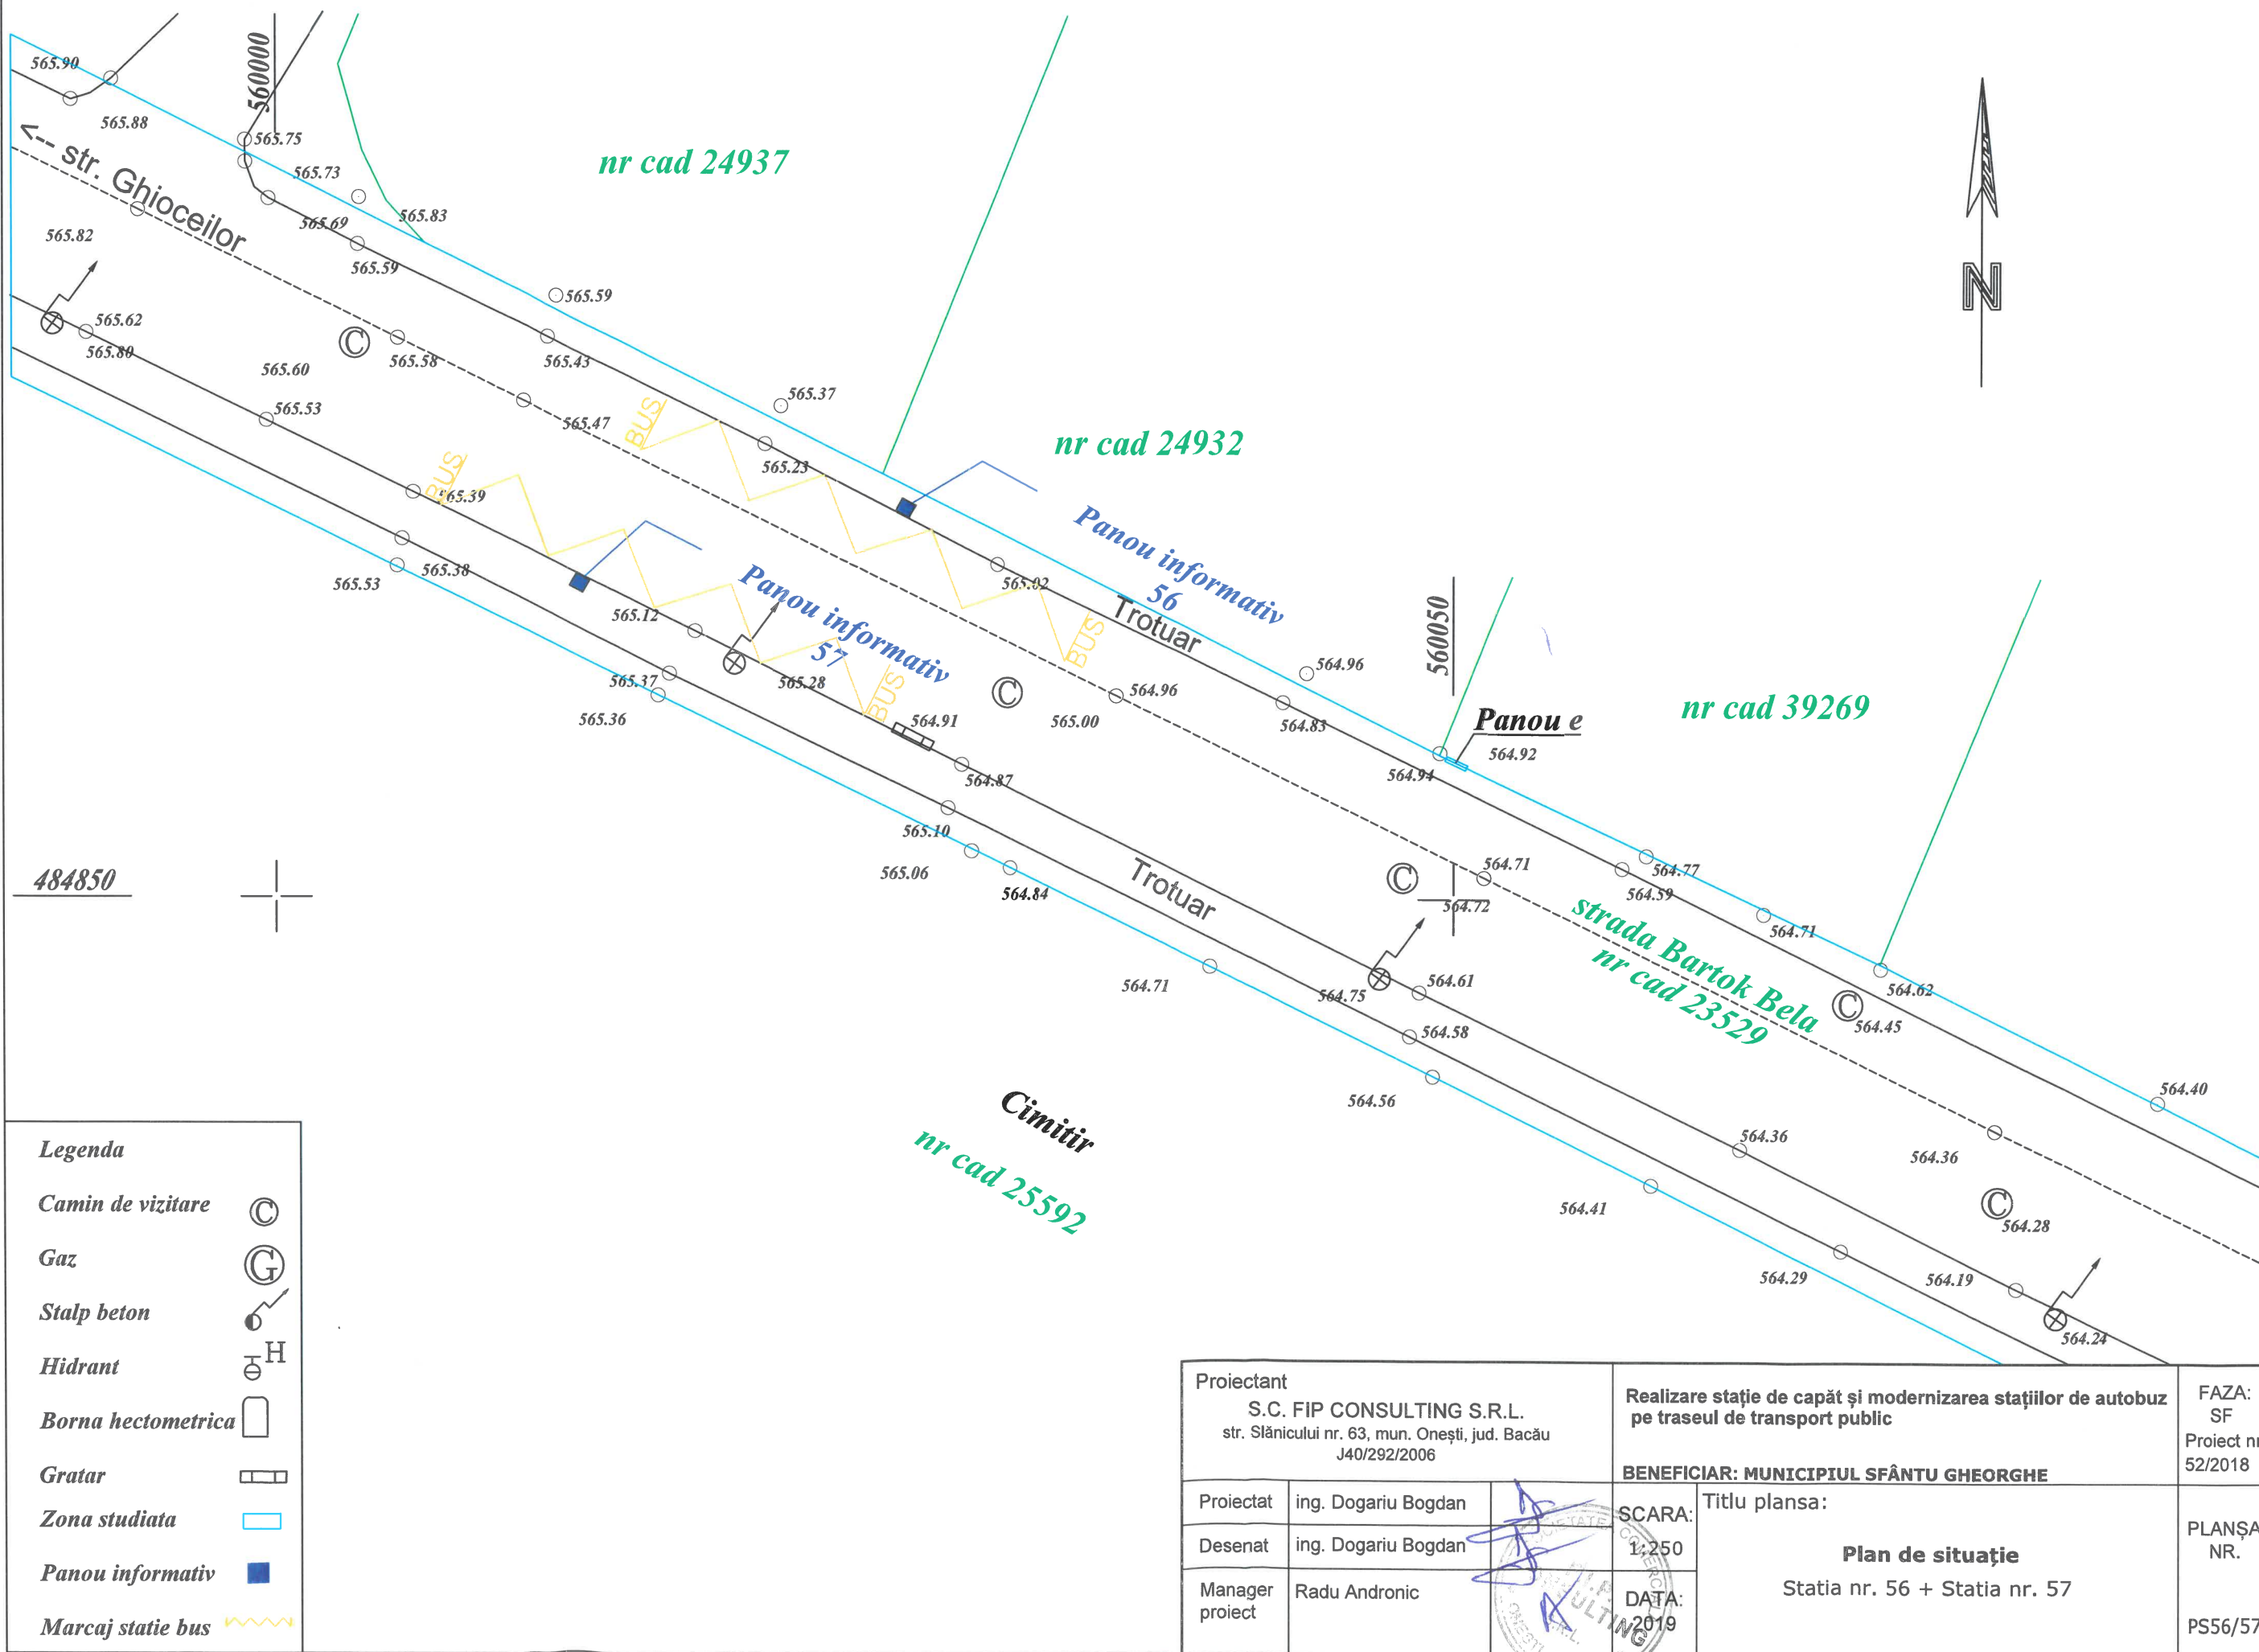 565.90
560000
565.88
565.75
565.73
565.83
565.69
565.59
<-- str. Ghioceilor
565.82
nr cad 24937
565.59
565.62
565.80
565.60
C
565.58
565.43
565.53
565.47
565.37
BUS
565.23
nr cad 24932
BUS
565.39
565.38
565.53
N
Panou informativ
56
565.02
Trotuar
565.12
Panou informativ
57
BUS
565.28
565.37
565.36
BUS
564.91
C
565.00
564.96
564.96
564.83
560050
Panou e
564.92
564.94
nr cad 39269
564.87
565.10
565.06
564.84
Trotuar
484850
C
564.71
564.72
564.77
564.59
564.71
strada Bartok Bela
nr cad 23529
564.62
C
564.45
564.71
564.75
564.61
564.58
564.56
564.40
564.36
564.36
C
564.28
564.41
564.29
564.19
564.24
Cimitir
nr cad 25592
Legenda
Camin de vizitare C
Gaz G
Stalp beton
Hidrant H
Borna hectometrica
Gratar
Zona studiata
Panou informativ
Marcaj statie bus
Proiectant
S.C. FIP CONSULTING S.R.L.
str. Slănicului nr. 63, mun. Onești, jud. Bacău
J40/292/2006
Realizare stație de capăt și modernizarea stațiilor de autobuz
pe traseul de transport public
BENEFICIAR: MUNICIPIUL SFÂNTU GHEORGHE
FAZA:
SF
Proiect nr
52/2018
Proiectat ing. Dogariu Bogdan
Desenat ing. Dogariu Bogdan
Manager
proiect
Radu Andronic
SCARA:
1:250
DATA:
2019
Titlu plansa:
Plan de situație
Statia nr. 56 + Statia nr. 57
PLANȘA
NR.
PS56/57